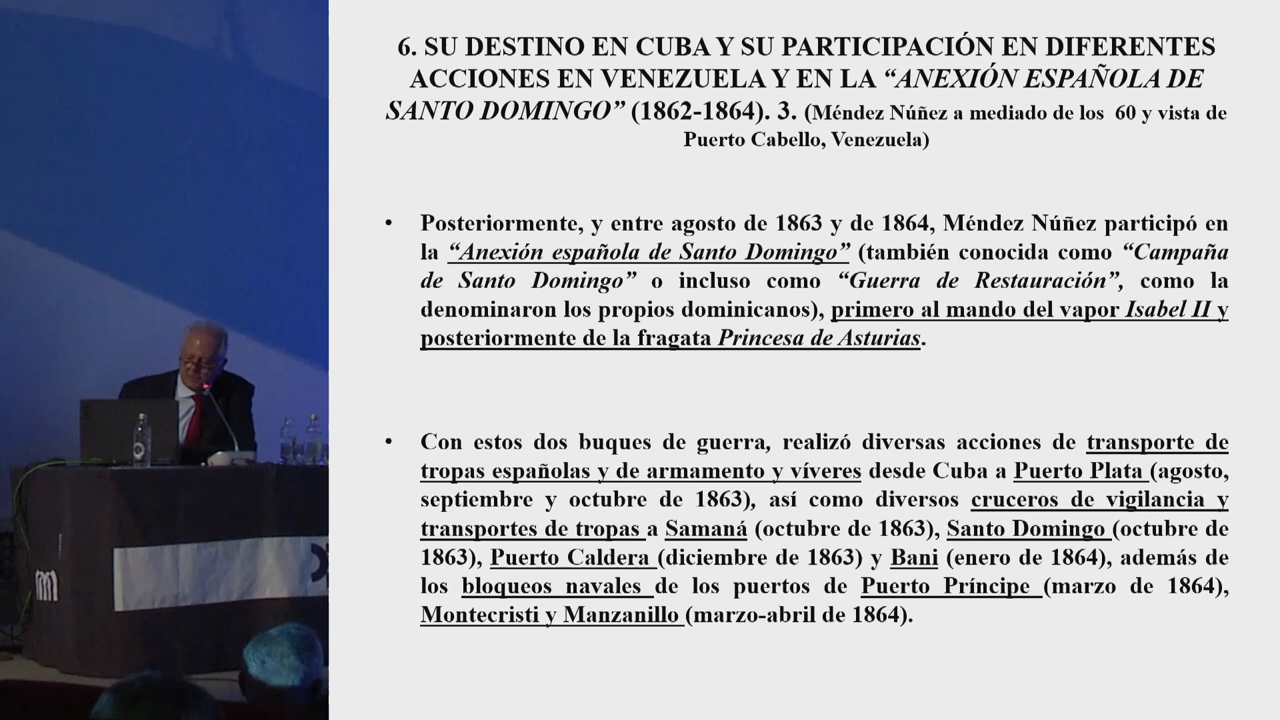 6. SU DESTINO EN CUBA Y SU PARTICIPACIÓN EN DIFERENTES
ACCIONES EN VENEZUELA Y EN LA “ANEXIÓN ESPAÑOLA DE
SANTO DOMINGO” (1862-1864). 3. (Méndez Núñez a mediado de los 60 y vista de
Puerto Cabello, Venezuela)
• Posteriormente, y entre agosto de 1863 y de 1864, Méndez Núñez participó en
la “Anexión española de Santo Domingo” (también conocida como “Campaña
de Santo Domingo” o incluso como “Guerra de Restauración”, como la
denominaron los propios dominicanos), primero al mando del vapor Isabel II y
posteriormente de la fragata Princesa de Asturias.
• Con estos dos buques de guerra, realizó diversas acciones de transporte de
tropas españolas y de armamento y víveres desde Cuba a Puerto Plata (agosto,
septiembre y octubre de 1863), así como diversos cruceros de vigilancia y
transportes de tropas a Samaná (octubre de 1863), Santo Domingo (octubre de
1863), Puerto Caldera (diciembre de 1863) y Bani (enero de 1864), además de
los bloqueos navales de los puertos de Puerto Príncipe (marzo de 1864),
Montecristi y Manzanillo (marzo-abril de 1864).